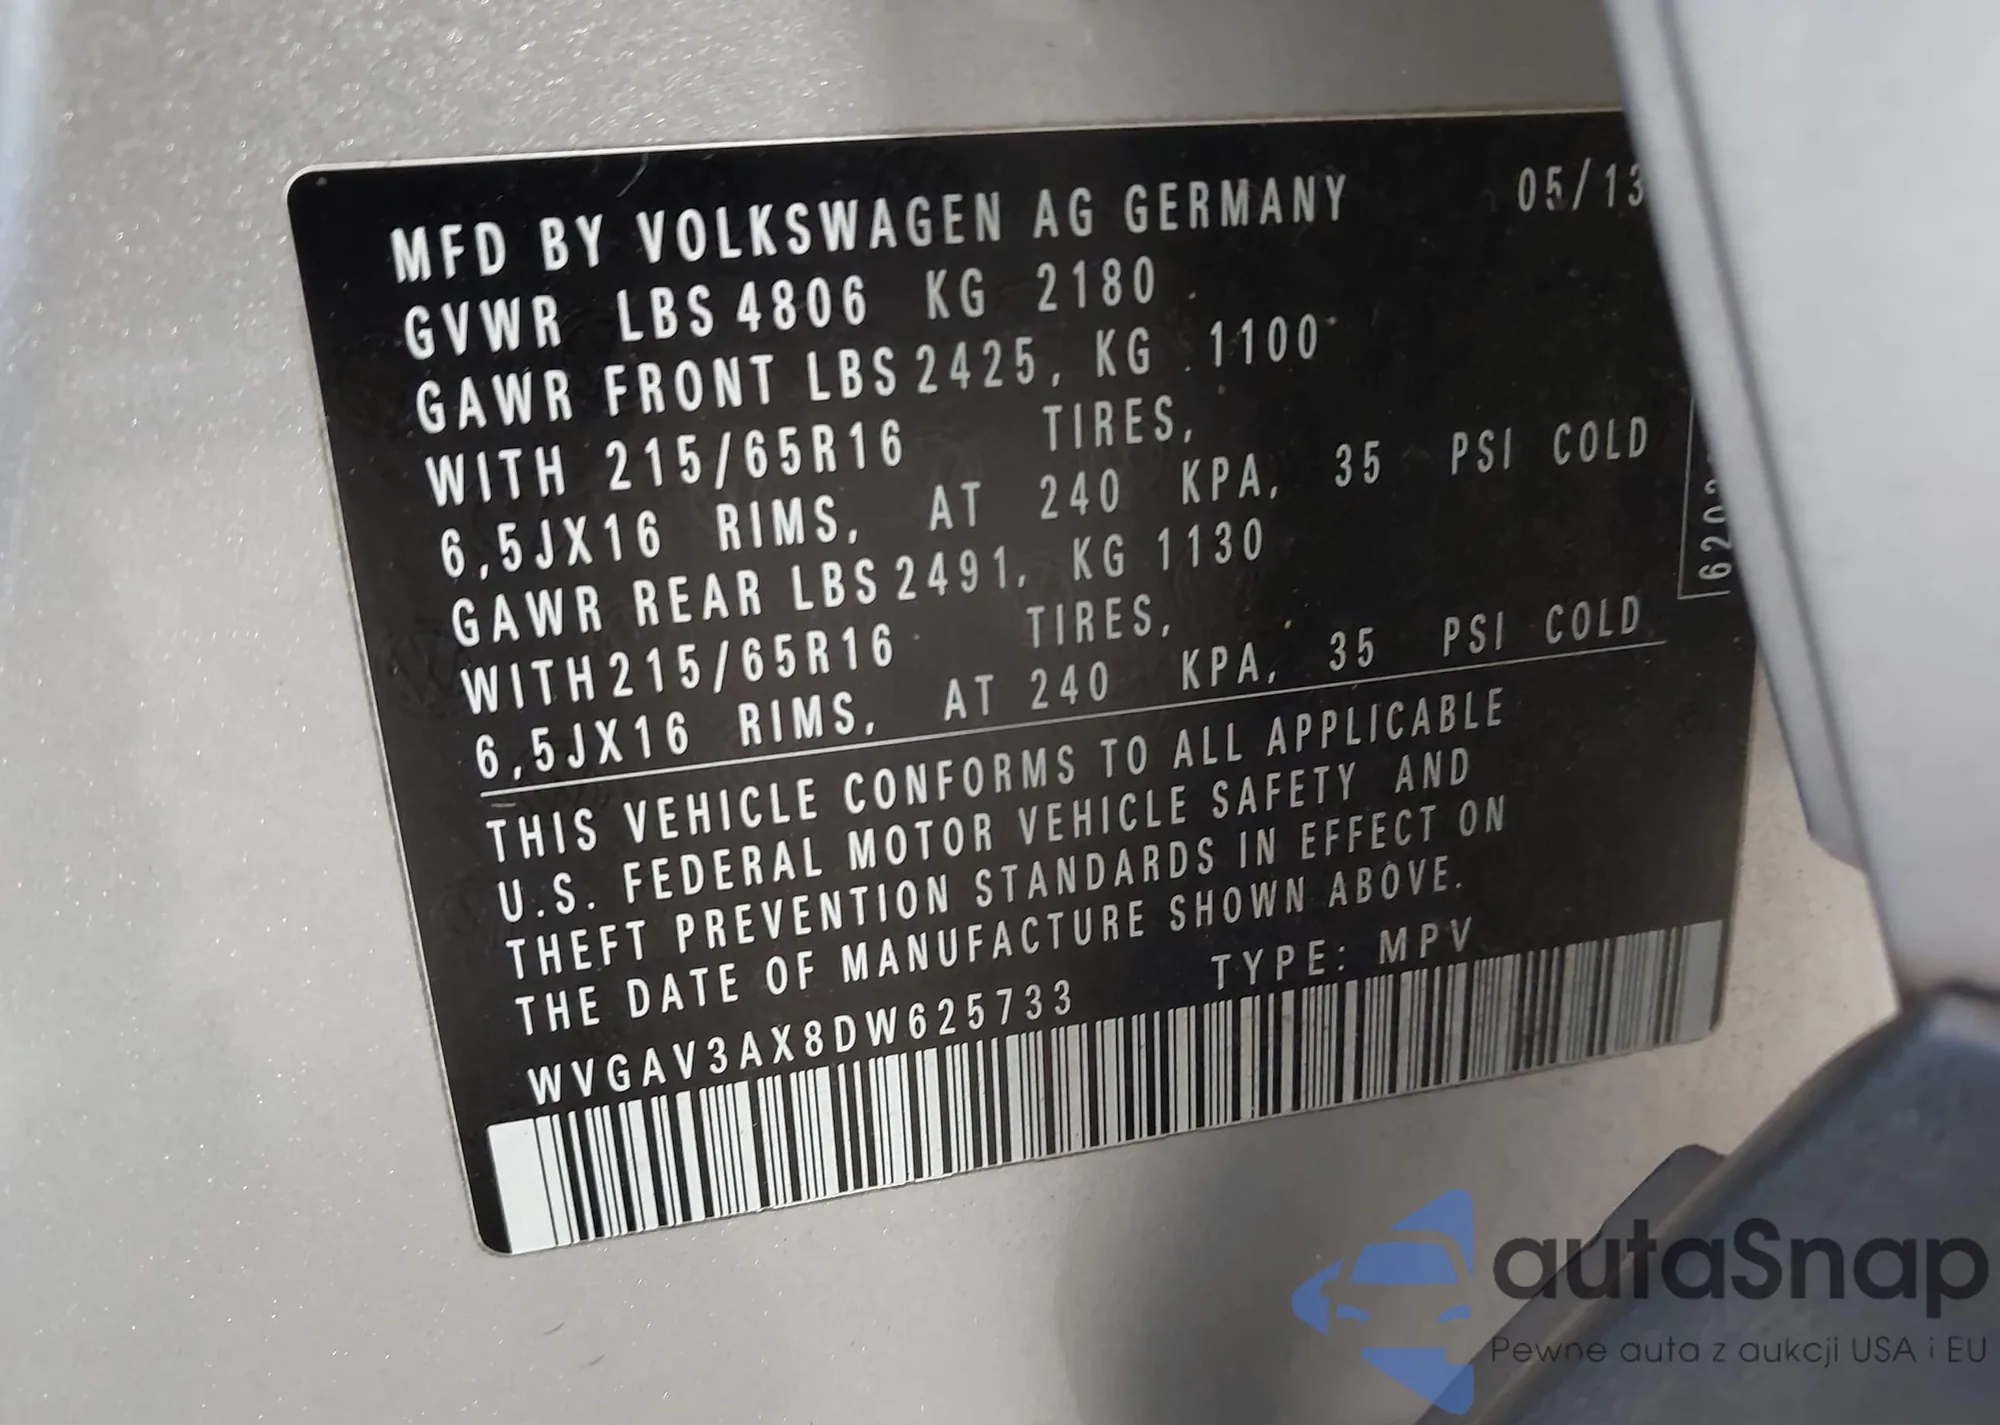 MFD BY VOLKSWAGEN AG GERMANY 05/13
GVWR LBS 4806 KG 2180
GAWR FRONT LBS 2425, KG 1100
WITH 215/65R16 TIRES,
6,5JX16 RIMS, AT 240 KPA, 35 PSI COLD
GAWR REAR LBS 2491, KG 1130
WITH 215/65R16 TIRES,
6,5JX16 RIMS, AT 240 KPA, 35 PSI COLD
THIS VEHICLE CONFORMS TO ALL APPLICABLE
U.S. FEDERAL MOTOR VEHICLE SAFETY AND
THEFT PREVENTION STANDARDS IN EFFECT ON
THE DATE OF MANUFACTURE SHOWN ABOVE.
WVGAV3AX8DW625733 TYPE: MPV
autaSnap
Pewne auta z aukcji USA i EU